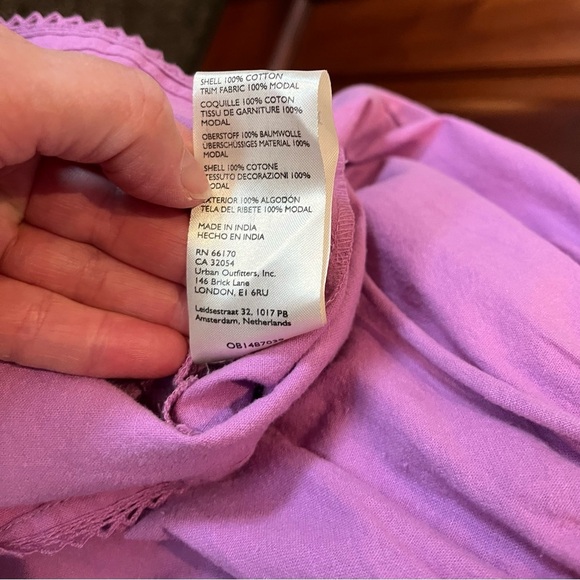 SHELL 100% COTTON
TRIM FABRIC 100% MODAL
COQUILLE 100% COTON
TISSU DE GARNITURE 100%
MODAL
OBERSTOFF 100% BAUMWOLLE
UBERSCHÜSSIGES MATERIAL 100%
MODAL
SHELL 100% COTONE
TESSUTO DECORAZIONI 100%
MODAL
EXTERIOR 100% ALGODÓN
TELA DEL RIBETE 100% MODAL
MADE IN INDIA
HECHO EN INDIA
RN 66170
CA 32054
Urban Outfitters, Inc.
146 Brick Lane
LONDON, E1 6RU
Leidsestraat 32, 1017 PB
Amsterdam, Netherlands